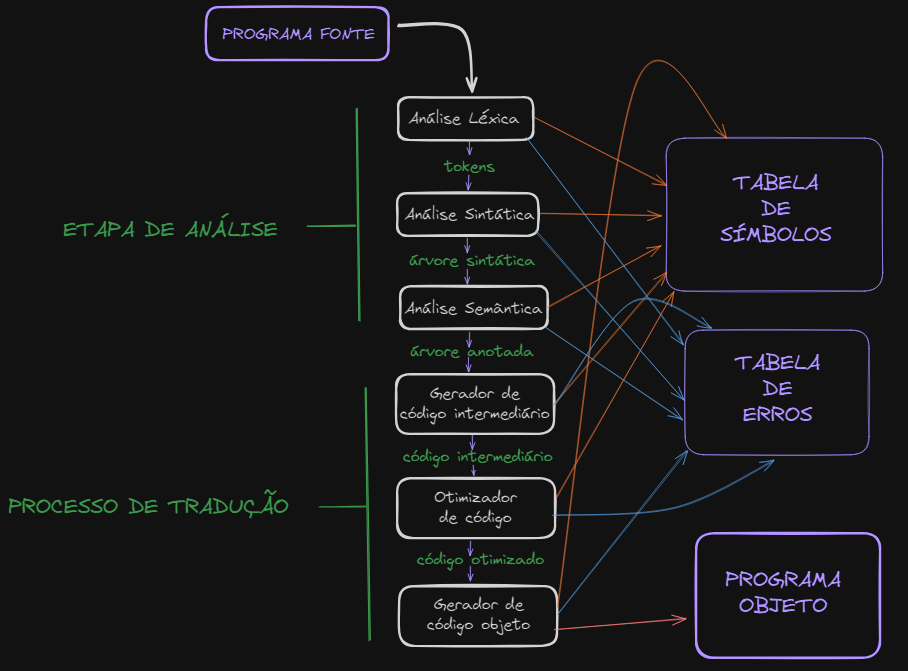 PROGRAMA FONTE
Análise Léxica
tokens
Análise Sintática
árvore sintática
Análise Semântica
árvore anotada
Gerador de
código intermediário
código intermediário
Otimizador
de código
código otimizado
Gerador de
código objeto
ETAPA DE ANÁLISE
PROCESSO DE TRADUÇÃO
TABELA
DE
SÍMBOLOS
TABELA
DE
ERROS
PROGRAMA
OBJETO